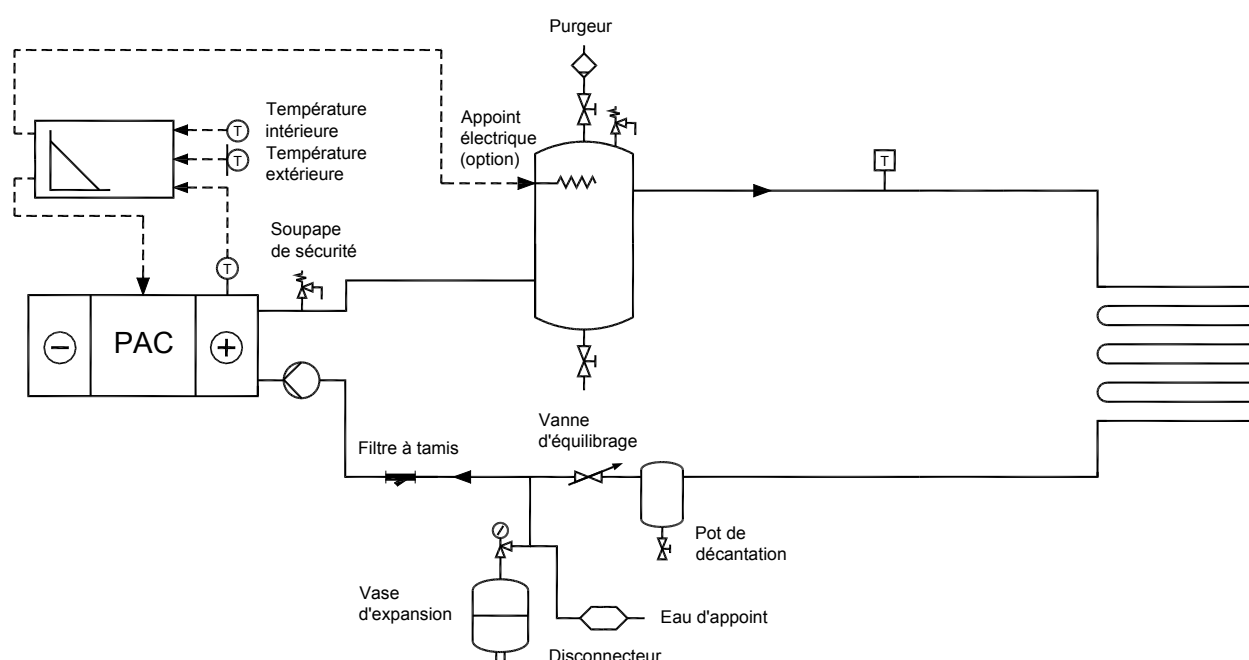 Purgeur
Température
intérieure
Température
extérieure
T
T
Appoint
électrique
(option)
T
Soupape
de sécurité
T
− PAC +
Vanne
d'équilibrage
Filtre à tamis
Pot de
décantation
Vase
d'expansion
Eau d'appoint
Disconnecteur